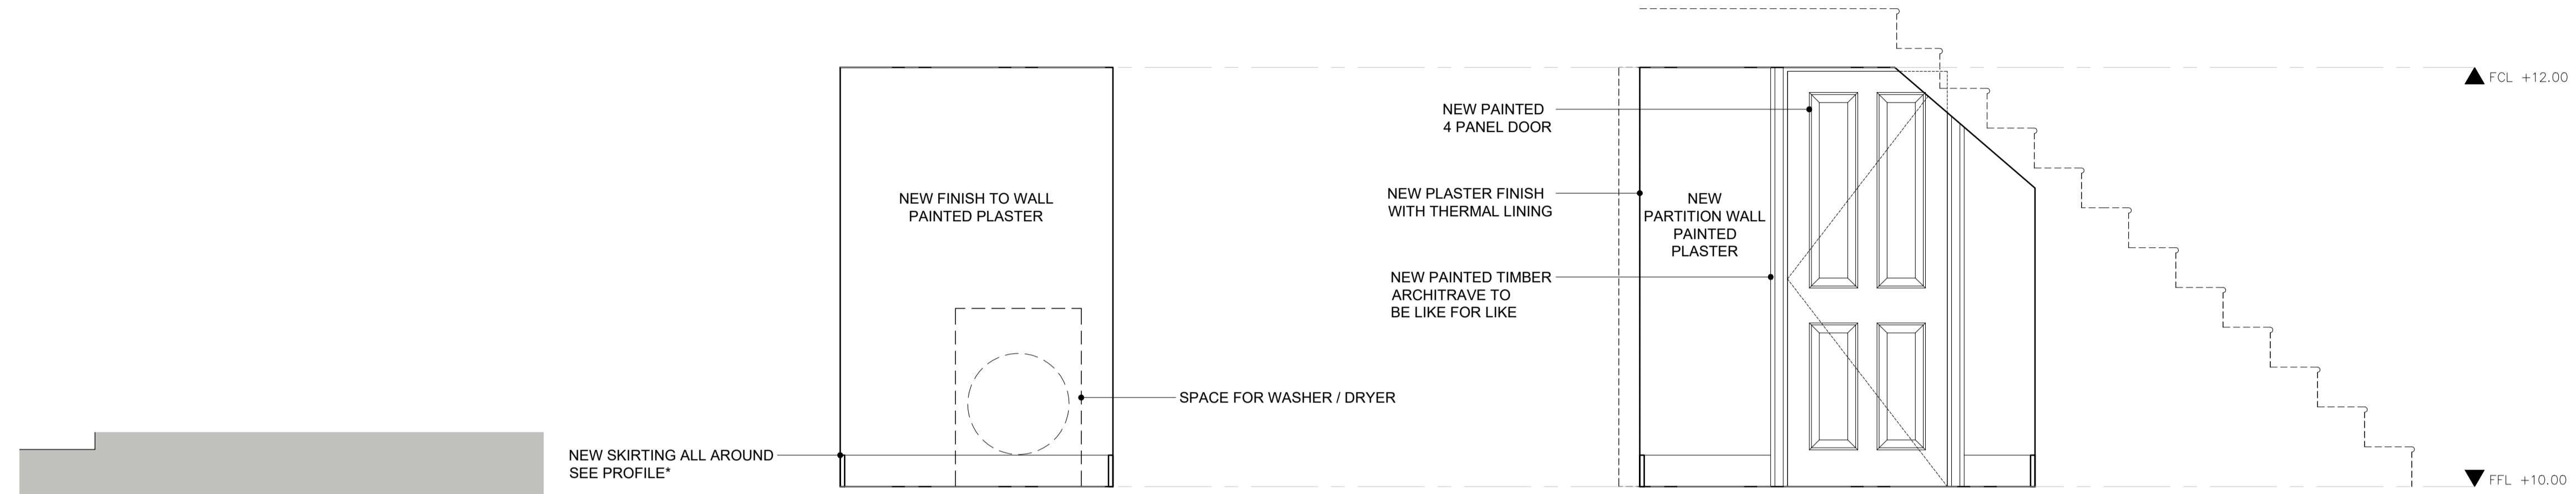 NEW FINISH TO WALL
PAINTED PLASTER
SPACE FOR WASHER / DRYER
NEW SKIRTING ALL AROUND
SEE PROFILE*
NEW PAINTED
4 PANEL DOOR
NEW PLASTER FINISH
WITH THERMAL LINING
NEW
PARTITION WALL
PAINTED
PLASTER
NEW PAINTED TIMBER
ARCHITRAVE TO
BE LIKE FOR LIKE
FCL +12.00
FFL +10.00